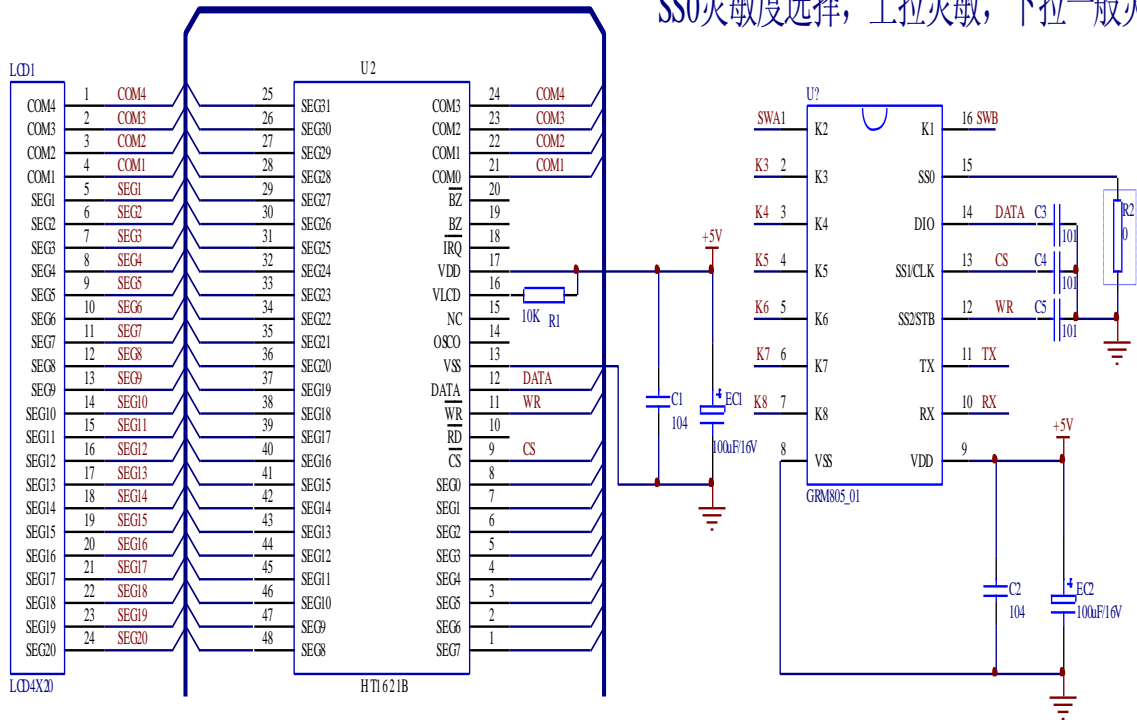 SS0灵敏度选择，上拉灵敏，下拉一般
LCD1
COM4 1 COM4
COM3 2 COM3
COM2 3 COM2
COM1 4 COM1
SEG1 5 SEG1
SEG2 6 SEG2
SEG3 7 SEG3
SEG4 8 SEG4
SEG5 9 SEG5
SEG6 10 SEG6
SEG7 11 SEG7
SEG8 12 SEG8
SEG9 13 SEG9
SEG10 14 SEG10
SEG11 15 SEG11
SEG12 16 SEG12
SEG13 17 SEG13
SEG14 18 SEG14
SEG15 19 SEG15
SEG16 20 SEG16
SEG17 21 SEG17
SEG18 22 SEG18
SEG19 23 SEG19
SEG20 24 SEG20
LCD4X20
U2
25 SEG31 COM3 24 COM4
26 SEG30 COM2 23 COM3
27 SEG29 COM1 22 COM2
28 SEG28 COM0 21 COM1
29 SEG27 BZ 20
30 SEG26 BZ 19
31 SEG25 IRQ 18
32 SEG24 VDD 17
33 SEG23 VLCD 16
34 SEG22 NC 15
35 SEG21 OSCO 14
36 SEG20 VSS 13
37 SEG19 DATA 12 DATA
38 SEG18 WR 11 WR
39 SEG17 RD 10
40 SEG16 CS 9 CS
41 SEG15 SEG0 8
42 SEG14 SEG1 7
43 SEG13 SEG2 6
44 SEG12 SEG3 5
45 SEG11 SEG4 4
46 SEG10 SEG5 3
47 SEG9 SEG6 2
48 SEG8 SEG7 1
HT1621B
10K R1
+5V
C1
104
EC1
100uF/16V
U?
SWA 1 K2 K1 16 SWB
K3 2 K3 SS0 15
K4 3 K4 DIO 14 DATA C3
101
K5 4 K5 SS1/CLK 13 CS C4
101
K6 5 K6 SS2/STB 12 WR C5
101
K7 6 K7 TX 11 TX
K8 7 K8 RX 10 RX
8 VSS VDD 9
GRM805_01
R2
0
+5V
C2
104
EC2
100uF/16V